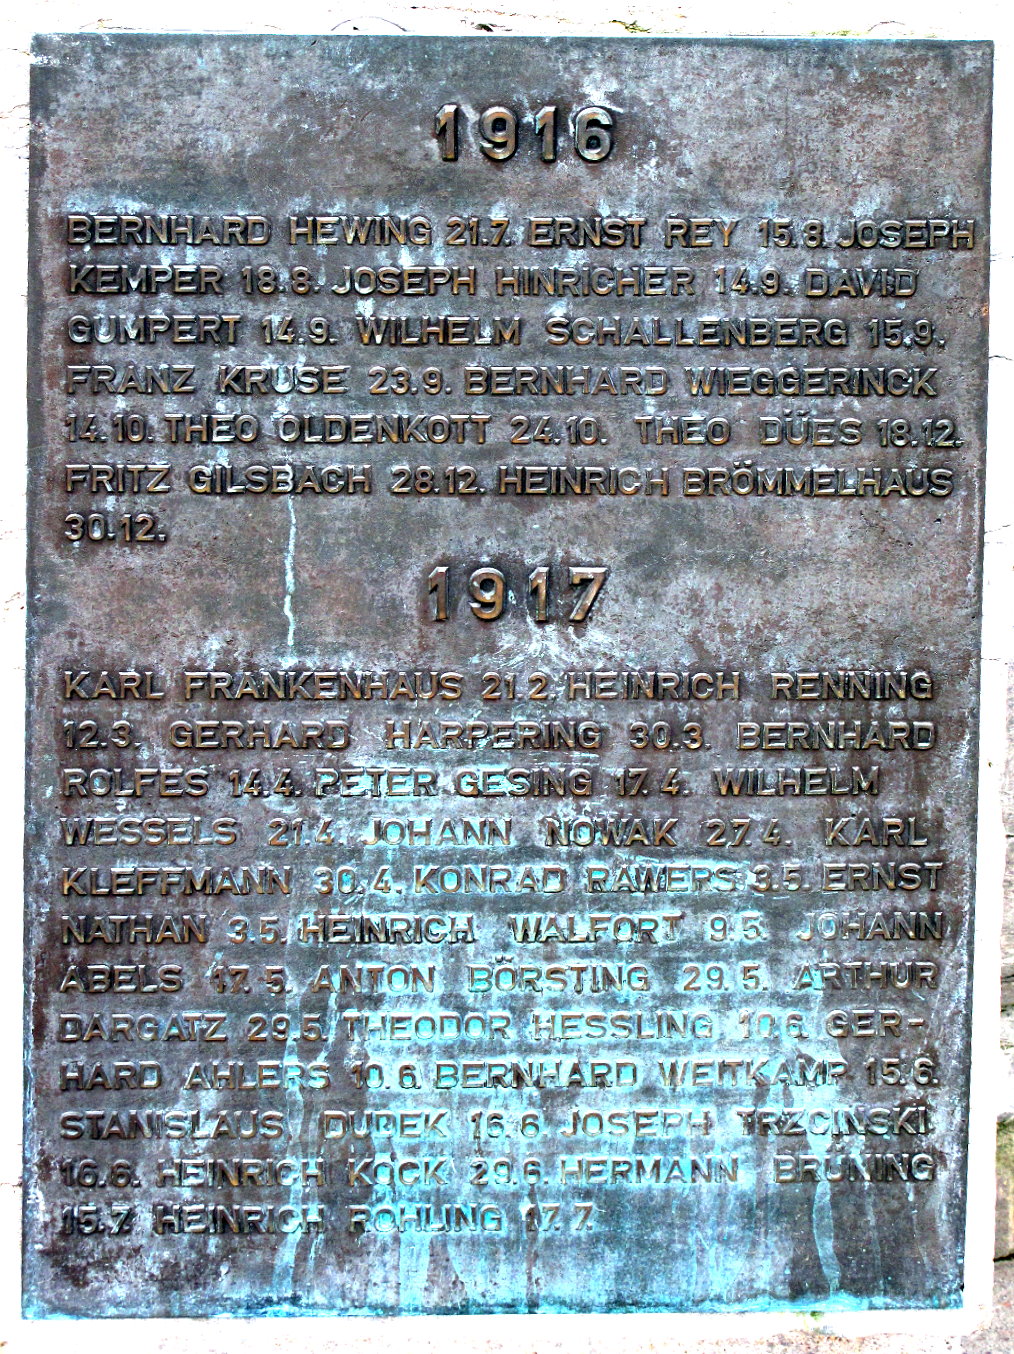 1916
BERNHARD HEWING 21.7. ERNST REY 15.8. JOSEPH
KEMPER 18.8. JOSEPH HINRICHER 14.9. DAVID
GUMPERT 14.9. WILHELM SCHALLENBERG 15.9.
FRANZ KRUSE 23.9. BERNHARD WEGGERINCK
14.10. THEO OLDENKOTT 24.10. THEO DÜES 18.12.
FRITZ GILSBACH 28.12. HEINRICH BRÖMMELHAUS
30.12.
1917
KARL FRANKENHAUS 21.2. HEINRICH RENNING
12.3. GERHARD HARPERING 30.3. BERNHARD
ROLFES 14.4. PETER GESING 17.4. WILHELM
WESSELS 21.4. JOHANN NOWAK 27.4. KARL
KLEFFMANN 30.4. KONRAD RAWERS 3.5. ERNST
NATHAN 3.5. HEINRICH WALFORT 9.5. JOHANN
ABELS 17.5. ANTON BÖRSTING 29.5. ARTHUR
DARGATZ 29.5. THEODOR HESSLING 10.6. GER-
HARD AHLERS 10.6. BERNHARD WEITKAMP 15.6.
STANISLAUS DUDEK 16.6. JOSEPH TRZCINSKI
16.6. HEINRICH KOCK 29.6. HERMANN BRÜNING
15.7. HEINRICH ROHLING 17.7.